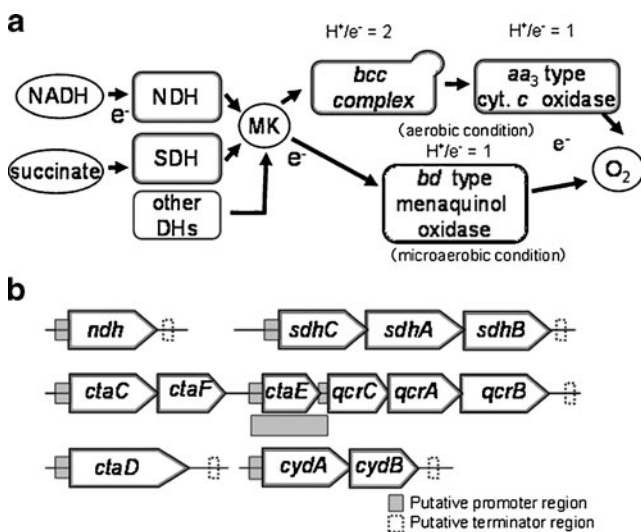 a
H⁺/e⁻ = 2
H⁺/e⁻ = 1
NADH
e⁻
NDH
MK
bcc
complex
aa₃ type
cyt. c oxidase
(aerobic condition)
succinate
SDH
e⁻
H⁺/e⁻ = 1
e⁻
O₂
other
DHs
bd type
menaquinol
oxidase
(microaerobic condition)
b
ndh
sdhC
sdhA
sdhB
ctaC
ctaF
ctaE
qcrC
qcrA
qcrB
ctaD
cydA
cydB
Putative promoter region
Putative terminator region